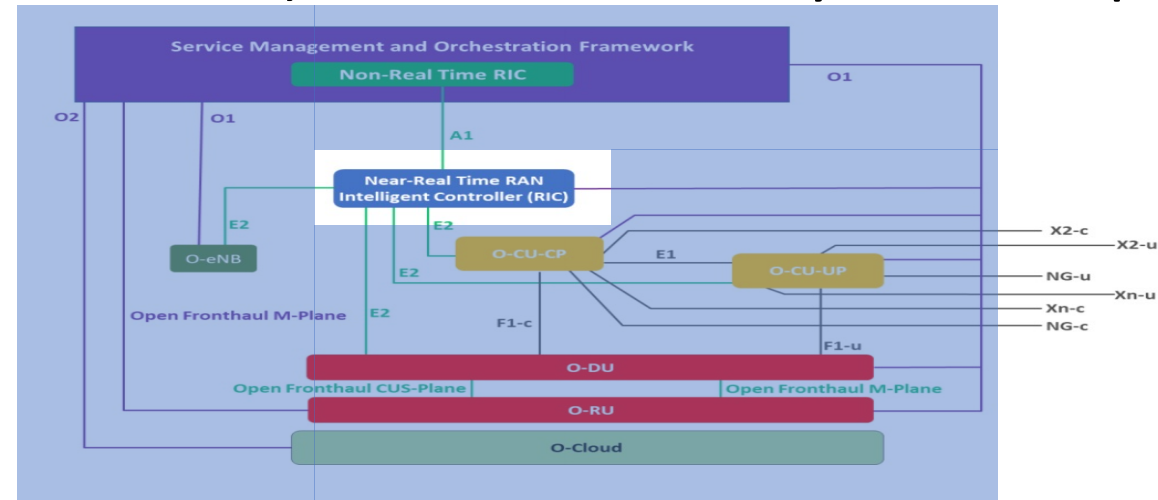 Service Management and Orchestration Framework
Non-Real Time RIC
O1
O2
O1
A1
Near-Real Time RAN
Intelligent Controller (RIC)
E2
E2
X2-c
X2-u
O-eNB
O-CU-CP
E1
O-CU-UP
E2
NG-u
Xn-u
Open Fronthaul M-Plane
E2
F1-c
Xn-c
NG-c
F1-u
O-DU
Open Fronthaul CUS-Plane
Open Fronthaul M-Plane
O-RU
O-Cloud